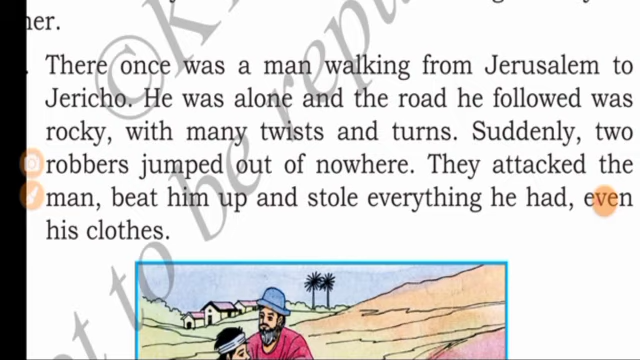 her.
There once was a man walking from Jerusalem to
Jericho. He was alone and the road he followed was
rocky, with many twists and turns. Suddenly, two
robbers jumped out of nowhere. They attacked the
man, beat him up and stole everything he had, even
his clothes.